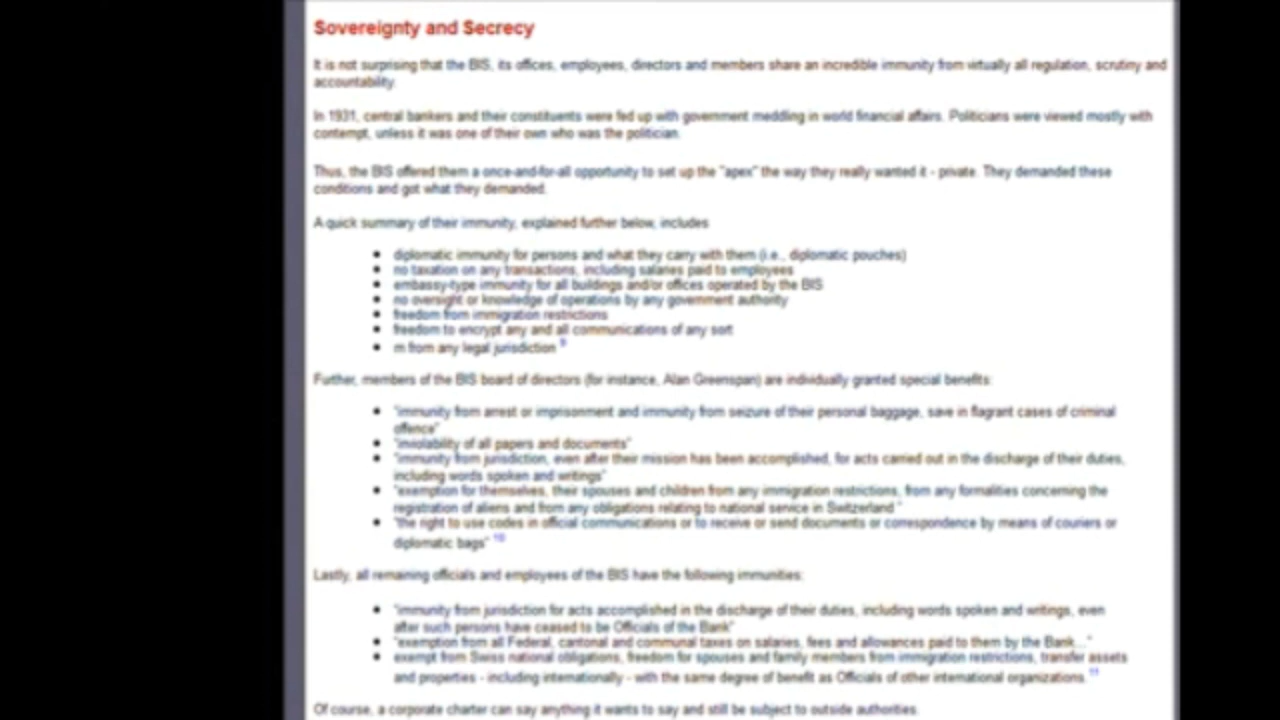 Sovereignty and Secrecy
It is not surprising that the BIS, its offices, employees, directors and members share an incredible immunity from virtually all regulation, scrutiny and
accountability.
In 1931, central bankers and their constituents were fed up with government meddling in world financial affairs. Politicians were viewed mostly with
contempt, unless it was one of their own who was the politician.
Thus, the BIS offered them a once-and-for-all opportunity to set up the "apex" the way they really wanted it - private. They demanded these
conditions and got what they demanded.
A quick summary of their immunity, explained further below, includes
• diplomatic immunity for persons and what they carry with them (i.e., diplomatic pouches)
• no taxation on any transactions, including salaries paid to employees
• embassy-type immunity for all buildings and/or offices operated by the BIS
• no oversight or knowledge of operations by any government authority
• freedom from immigration restrictions
• freedom to encrypt any and all communications of any sort
• m from any legal jurisdiction 9
Further, members of the BIS board of directors (for instance, Alan Greenspan) are individually granted special benefits:
• "immunity from arrest or imprisonment and immunity from seizure of their personal baggage, save in flagrant cases of criminal
offence"
• "inviolability of all papers and documents"
• "immunity from jurisdiction, even after their mission has been accomplished, for acts carried out in the discharge of their duties,
including words spoken and writings"
• "exemption for themselves, their spouses and children from any immigration restrictions, from any formalities concerning the
registration of aliens and from any obligations relating to national service in Switzerland "
• "the right to use codes in official communications or to receive or send documents or correspondence by means of couriers or
diplomatic bags" 10
Lastly, all remaining officials and employees of the BIS have the following immunities:
• "immunity from jurisdiction for acts accomplished in the discharge of their duties, including words spoken and writings, even
after such persons have ceased to be Officials of the Bank"
• "exemption from all Federal, cantonal and communal taxes on salaries, fees and allowances paid to them by the Bank..."
• exempt from Swiss national obligations, freedom for spouses and family members from immigration restrictions, transfer assets
and properties - including internationally - with the same degree of benefit as Officials of other international organizations. 11
Of course, a corporate charter can say anything it wants to say and still be subject to outside authorities.